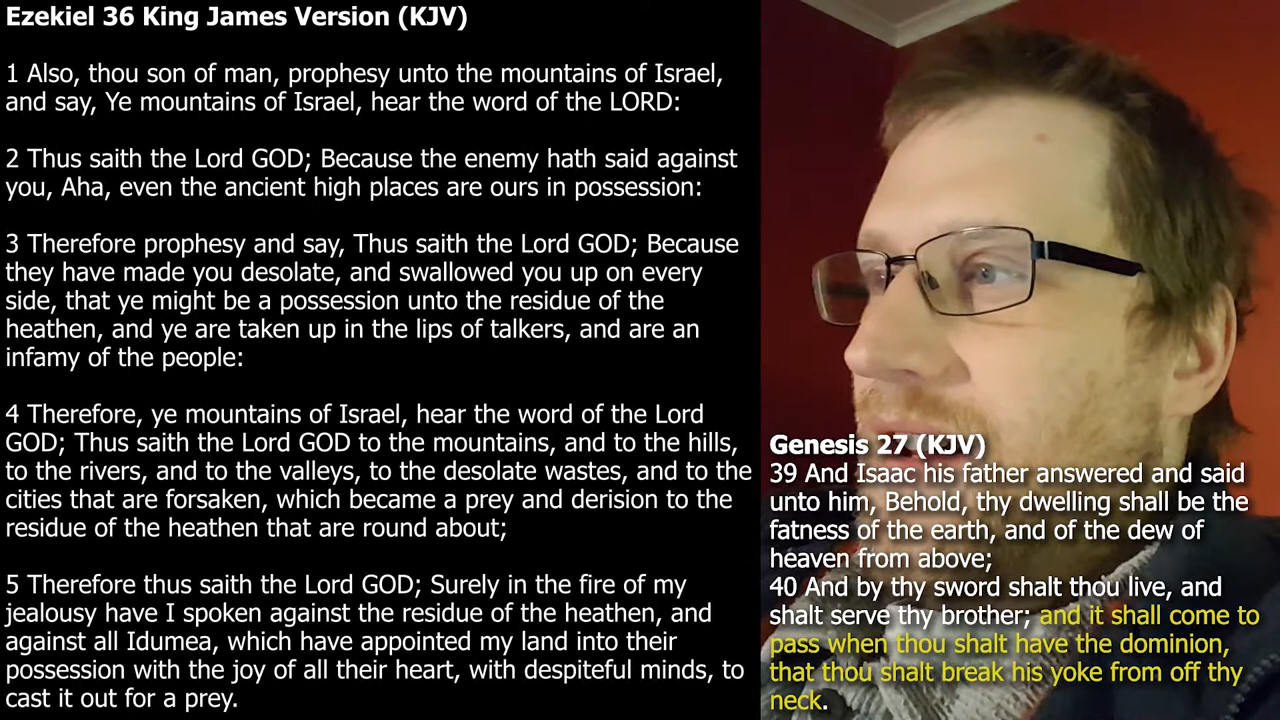 Ezekiel 36 King James Version (KJV)
1 Also, thou son of man, prophesy unto the mountains of Israel,
and say, Ye mountains of Israel, hear the word of the LORD:
2 Thus saith the Lord GOD; Because the enemy hath said against
you, Aha, even the ancient high places are ours in possession:
3 Therefore prophesy and say, Thus saith the Lord GOD; Because
they have made you desolate, and swallowed you up on every
side, that ye might be a possession unto the residue of the
heathen, and ye are taken up in the lips of talkers, and are an
infamy of the people:
4 Therefore, ye mountains of Israel, hear the word of the Lord
GOD; Thus saith the Lord GOD to the mountains, and to the hills,
to the rivers, and to the valleys, to the desolate wastes, and to the
cities that are forsaken, which became a prey and derision to the
residue of the heathen that are round about;
5 Therefore thus saith the Lord GOD; Surely in the fire of my
jealousy have I spoken against the residue of the heathen, and
against all Idumea, which have appointed my land into their
possession with the joy of all their heart, with despiteful minds, to
cast it out for a prey.
Genesis 27 (KJV)
39 And Isaac his father answered and said
unto him, Behold, thy dwelling shall be the
fatness of the earth, and of the dew of
heaven from above;
40 And by thy sword shalt thou live, and
shalt serve thy brother; and it shall come to
pass when thou shalt have the dominion,
that thou shalt break his yoke from off thy
neck.